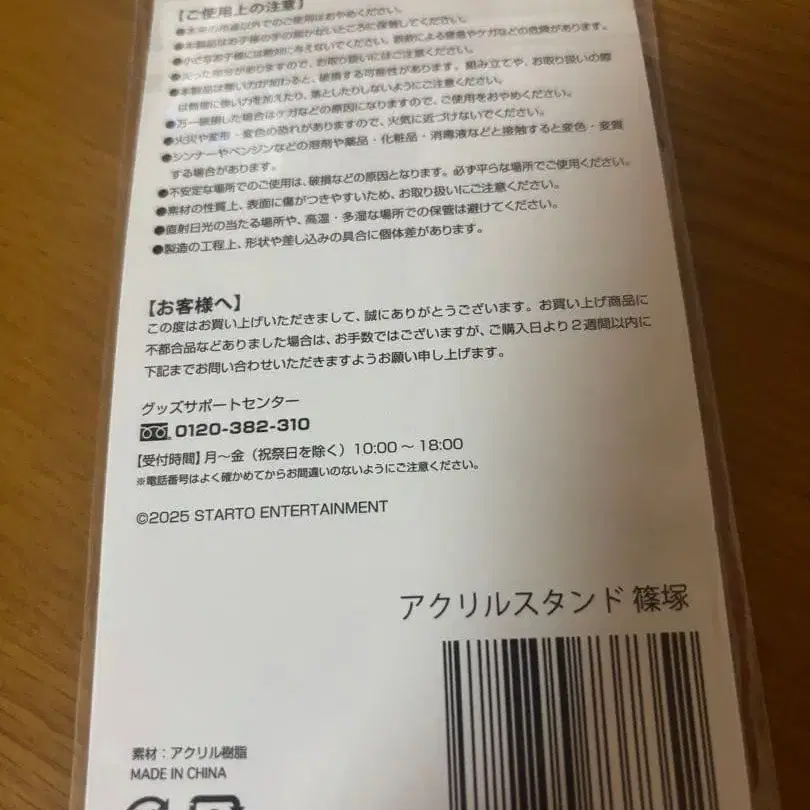 【ご使用上の注意】
●本来の用途以外でのご使用はおやめください。
●本製品はお子様の手の届かないところに保管してください。
●小さなお子様には絶対に与えないでください。誤飲による窒息やケガなどの危険があります。
●尖った部分がありますので、お取り扱いにはご注意ください。
●本製品は強い力が加わると、破損する可能性があります。組み立てや、お取り扱いの際
は無理に強い力を加えたり、落としたりしないようにご注意ください。
●万一破損した場合はケガなどの原因になりますので、ご使用をおやめください。
●火災や変形・変色の恐れがありますので、火気に近づけないでください。
●シンナーやベンジンなどの溶剤や薬品・化粧品・消毒液などと接触すると変色・変質
する場合があります。
●不安定な場所でのご使用は、破損などの原因となります。必ず平らな場所でご使用ください。
●素材の性質上、表面に傷がつきやすいため、お取り扱いにご注意ください。
●直射日光の当たる場所や、高温・多湿な場所での保管は避けてください。
●製造の工程上、形状や差し込みの具合に個体差があります。
【お客様へ】
この度はお買い上げいただきまして、誠にありがとうございます。お買い上げ商品に
不都合品などありました場合は、お手数ではございますが、ご購入日より2週間以内に
下記までお問い合わせいただきますようお願い申し上げます。
グッズサポートセンター
0120-382-310
【受付時間】月～金（祝祭日を除く）10:00～18:00
※電話番号はよく確かめてからお間違いのないようにご注意ください。
©2025 STARTO ENTERTAINMENT
アクリルスタンド 篠塚
素材：アクリル樹脂
MADE IN CHINA